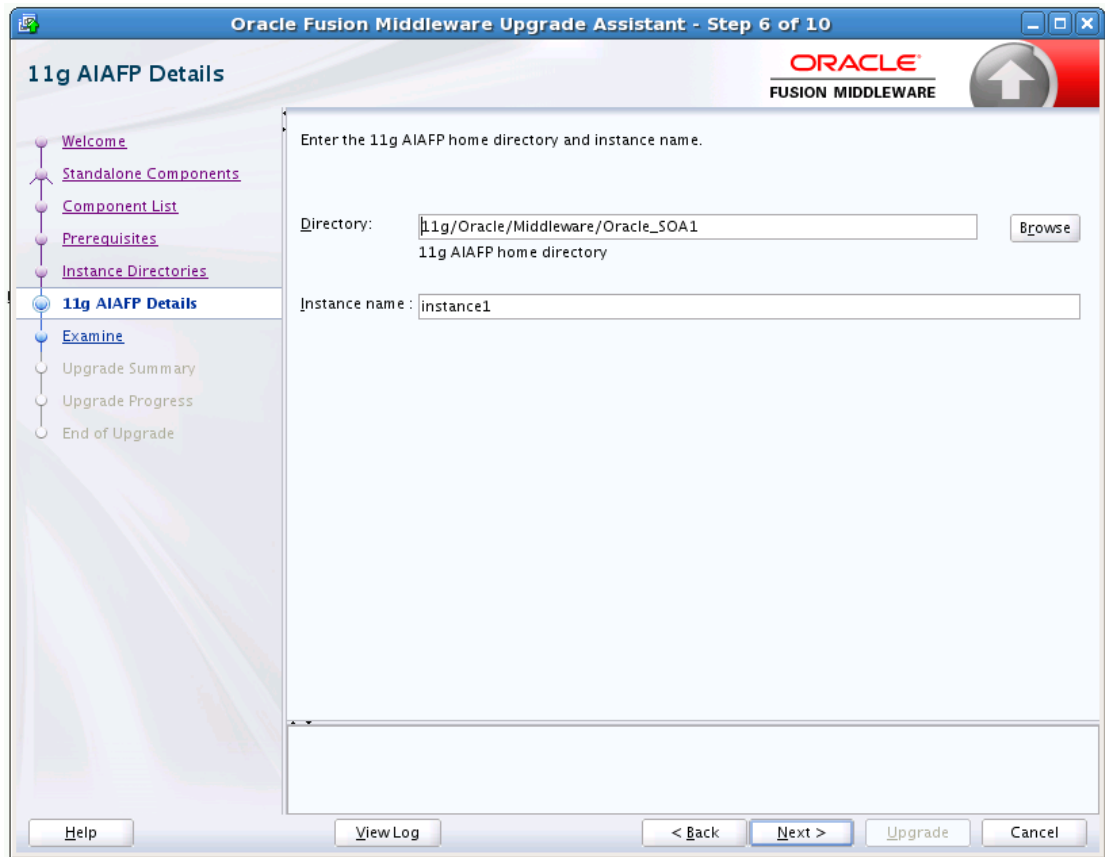 Oracle Fusion Middleware Upgrade Assistant - Step 6 of 10
11g AIAFP Details
ORACLE
FUSION MIDDLEWARE
Welcome
Standalone Components
Component List
Prerequisites
Instance Directories
11g AIAFP Details
Examine
Upgrade Summary
Upgrade Progress
End of Upgrade
Enter the 11g AIAFP home directory and instance name.
Directory: 11g/Oracle/Middleware/Oracle_SOA1 Browse
11g AIAFP home directory
Instance name : instance1
Help View Log < Back Next > Upgrade Cancel